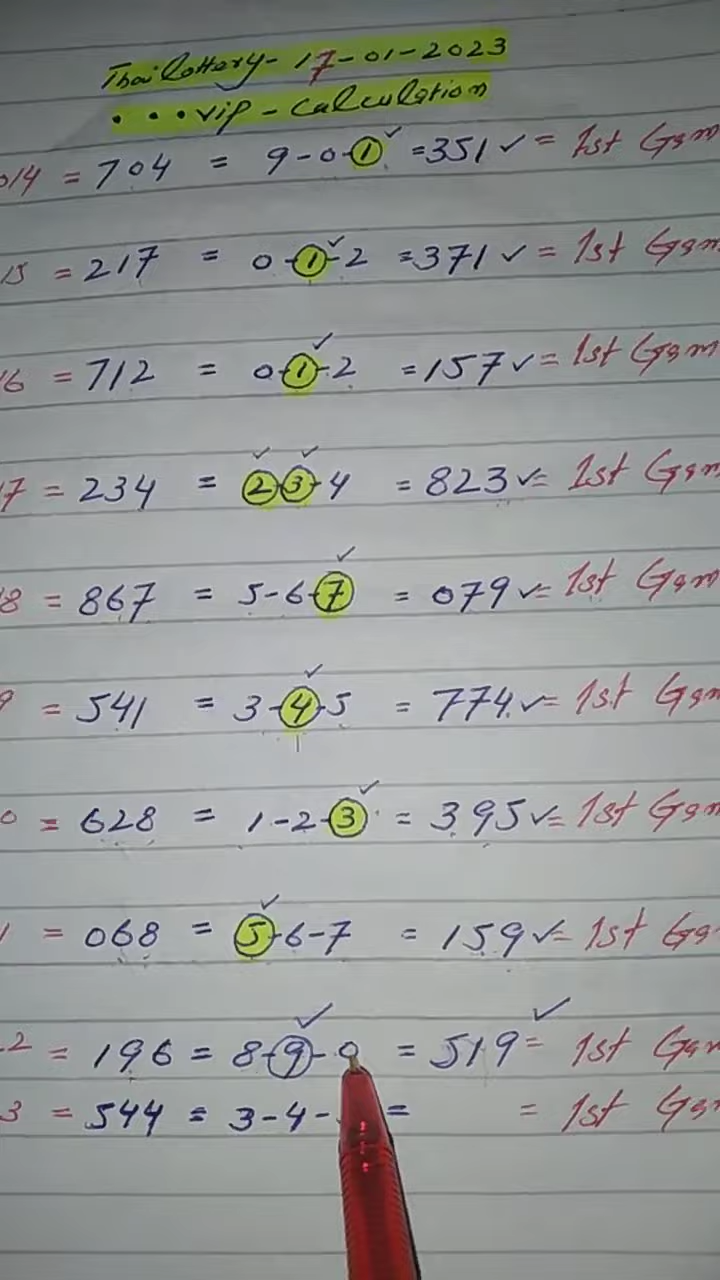 Thai Lottery- 17-01-2023
...vip-calculation
014 = 704 = 9-0-1 =351 = 1st Gam
15 = 217 = 0-1-2 =371 = 1st Gam
16 = 712 = 0-1-2 =157 = 1st Gam
17 = 234 = 2-3-4 =823 = 1st Gam
18 = 867 = 5-6-7 = 079 = 1st Gam
9 = 541 = 3-4-5 = 774 = 1st Gam
0 = 628 = 1-2-3 = 395 = 1st Gam
1 = 068 = 5-6-7 = 159 = 1st Ga
2 = 196 = 8-9-0 = 519 = 1st Gam
3 = 544 = 3-4- = = 1st Gam